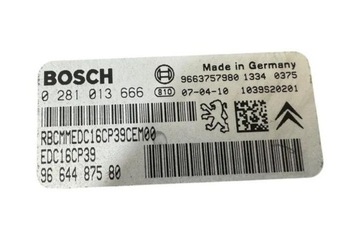 Made in Germany
BOSCH
9663757980 1334 0375
0 281 013 666
810 07-04-10 1039S20201
RBCMMEDC16CP39CEM00
EDC16CP39
96 644 875 80